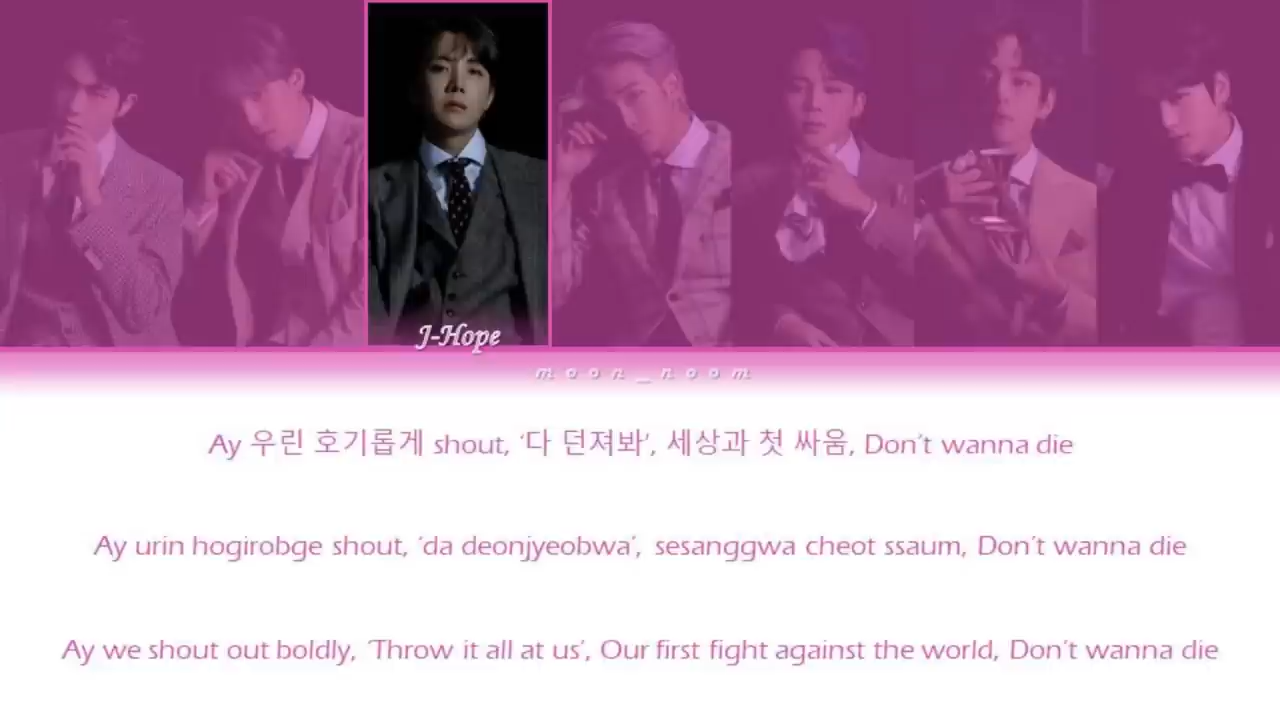 J-Hope
moon_noom
Ay 우린 호기롭게 shout, ‘다 던져봐’, 세상과 첫 싸움, Don’t wanna die
Ay urin hogirobge shout, ‘da deonjyeobwa’, sesanggwa cheot ssaum, Don’t wanna die
Ay we shout out boldly, ‘Throw it all at us’, Our first fight against the world, Don’t wanna die